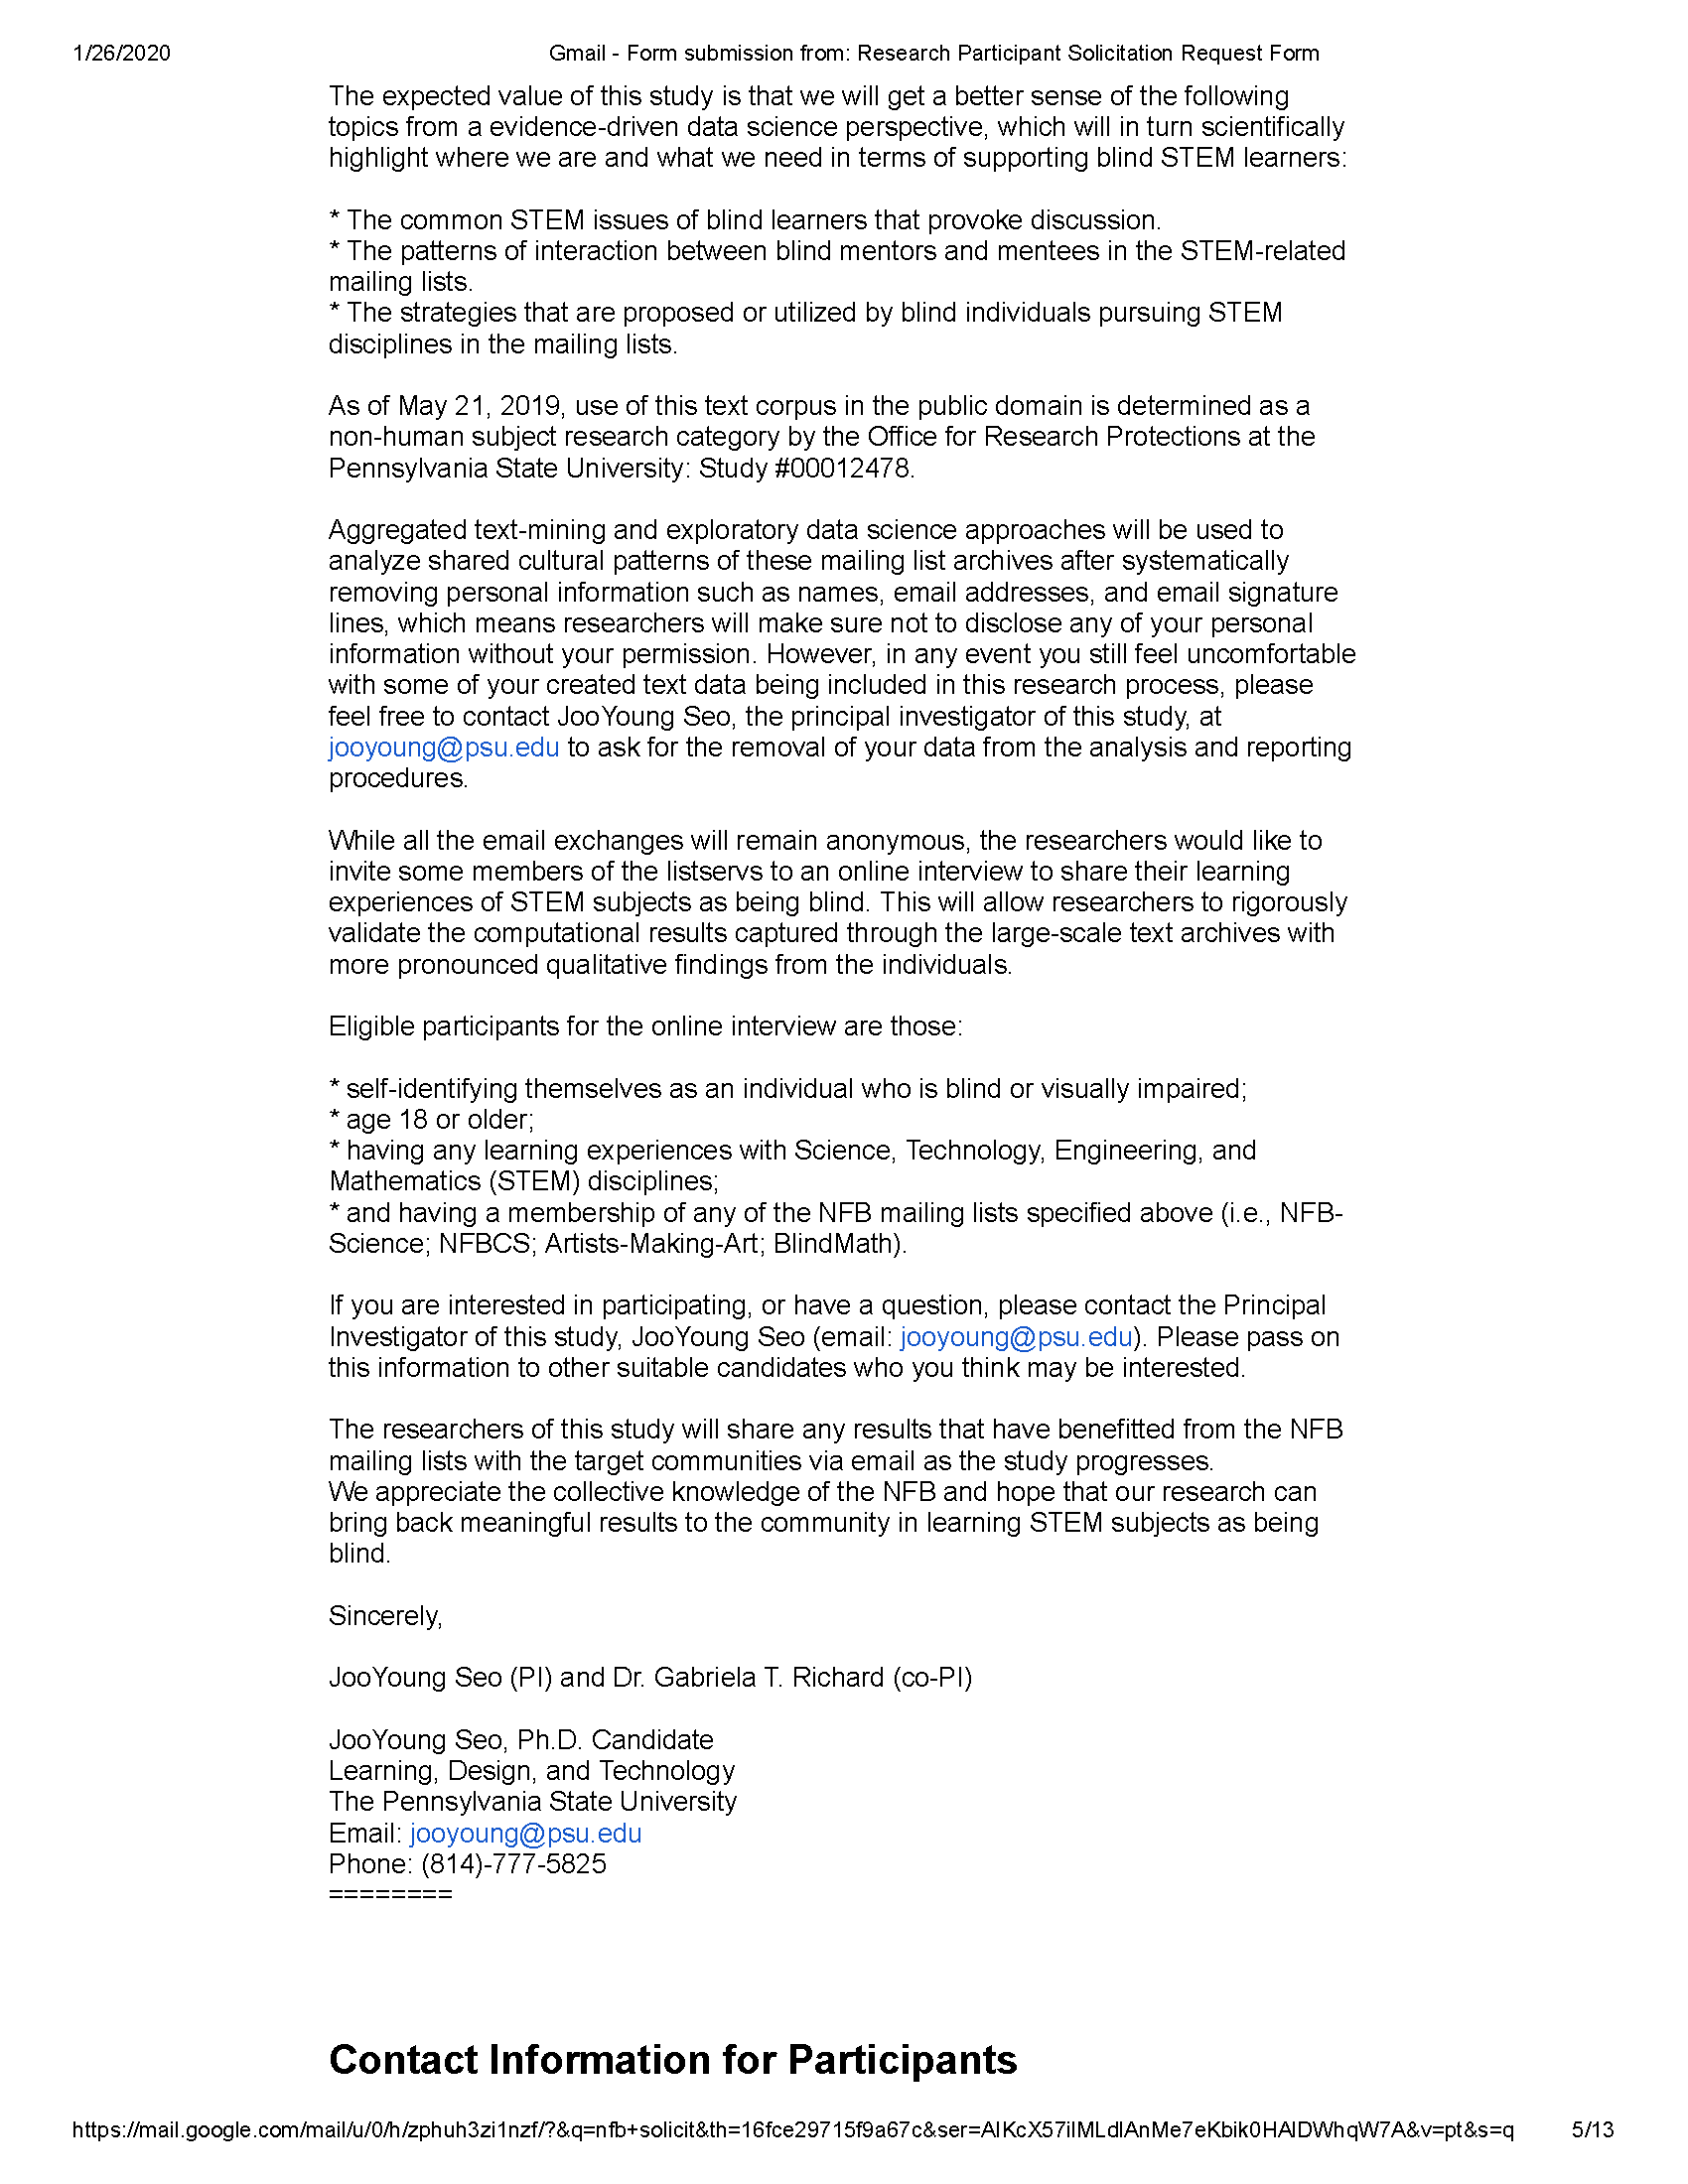 1/26/2020 Gmail - Form submission from: Research Participant Solicitation Request Form
The expected value of this study is that we will get a better sense of the following
topics from a evidence-driven data science perspective, which will in turn scientifically
highlight where we are and what we need in terms of supporting blind STEM learners:
* The common STEM issues of blind learners that provoke discussion.
* The patterns of interaction between blind mentors and mentees in the STEM-related
mailing lists.
* The strategies that are proposed or utilized by blind individuals pursuing STEM
disciplines in the mailing lists.
As of May 21, 2019, use of this text corpus in the public domain is determined as a
non-human subject research category by the Office for Research Protections at the
Pennsylvania State University: Study #00012478.
Aggregated text-mining and exploratory data science approaches will be used to
analyze shared cultural patterns of these mailing list archives after systematically
removing personal information such as names, email addresses, and email signature
lines, which means researchers will make sure not to disclose any of your personal
information without your permission. However, in any event you still feel uncomfortable
with some of your created text data being included in this research process, please
feel free to contact JooYoung Seo, the principal investigator of this study, at
jooyoung@psu.edu to ask for the removal of your data from the analysis and reporting
procedures.
While all the email exchanges will remain anonymous, the researchers would like to
invite some members of the listservs to an online interview to share their learning
experiences of STEM subjects as being blind. This will allow researchers to rigorously
validate the computational results captured through the large-scale text archives with
more pronounced qualitative findings from the individuals.
Eligible participants for the online interview are those:
* self-identifying themselves as an individual who is blind or visually impaired;
* age 18 or older;
* having any learning experiences with Science, Technology, Engineering, and
Mathematics (STEM) disciplines;
* and having a membership of any of the NFB mailing lists specified above (i.e., NFB-
Science; NFBCS; Artists-Making-Art; BlindMath).
If you are interested in participating, or have a question, please contact the Principal
Investigator of this study, JooYoung Seo (email: jooyoung@psu.edu). Please pass on
this information to other suitable candidates who you think may be interested.
The researchers of this study will share any results that have benefitted from the NFB
mailing lists with the target communities via email as the study progresses.
We appreciate the collective knowledge of the NFB and hope that our research can
bring back meaningful results to the community in learning STEM subjects as being
blind.
Sincerely,
JooYoung Seo (PI) and Dr. Gabriela T. Richard (co-PI)
JooYoung Seo, Ph.D. Candidate
Learning, Design, and Technology
The Pennsylvania State University
Email: jooyoung@psu.edu
Phone: (814)-777-5825
========
Contact Information for Participants
https://mail.google.com/mail/u/0/h/zphuh3zi1nzf/?&q=nfb+solicit&th=16fce29715f9a67c&ser=AIKcX57iIMLdIAnMe7eKbik0HAIDWhqW7A&v=pt&s=q 5/13